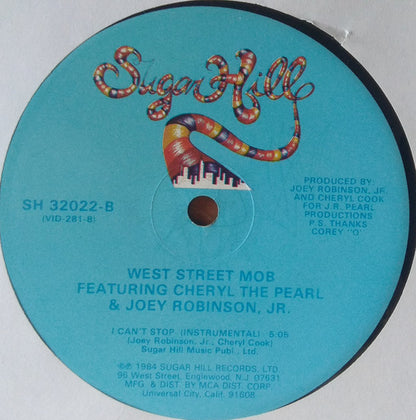 Sugar Hill
SH 32022-B
(VID-281-B)
PRODUCED BY:
JOEY ROBINSON, JR.
AND CHERYL COOK
FOR J.R. PEARL
PRODUCTIONS
P.S. THANKS
COREY "O"
WEST STREET MOB
FEATURING CHERYL THE PEARL
& JOEY ROBINSON, JR.
I CAN'T STOP (INSTRUMENTAL) 5:05
(Joey Robinson, Jr., Cheryl Cook)
Sugar Hill Music Publ., Ltd.
©℗ 1984 SUGAR HILL RECORDS, LTD.
96 West Street, Englewood, N.J. 07631
MFG. & DIST. BY MCA DIST. CORP.
Universal City, Calif. 91608